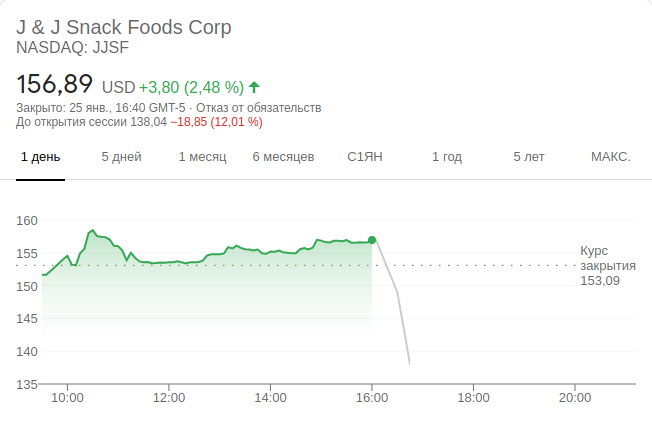 J & J Snack Foods Corp
NASDAQ: JJSF
156,89 USD +3,80 (2,48 %)
Закрыто: 25 янв., 16:40 GMT-5 · Отказ от обязательств
До открытия сессии 138,04 −18,85 (12,01 %)
1 день 5 дней 1 месяц 6 месяцев С1ЯН 1 год 5 лет МАКС.
160
155
150
145
140
135
Курс
закрытия
153,09
10:00 12:00 14:00 16:00 18:00 20:00